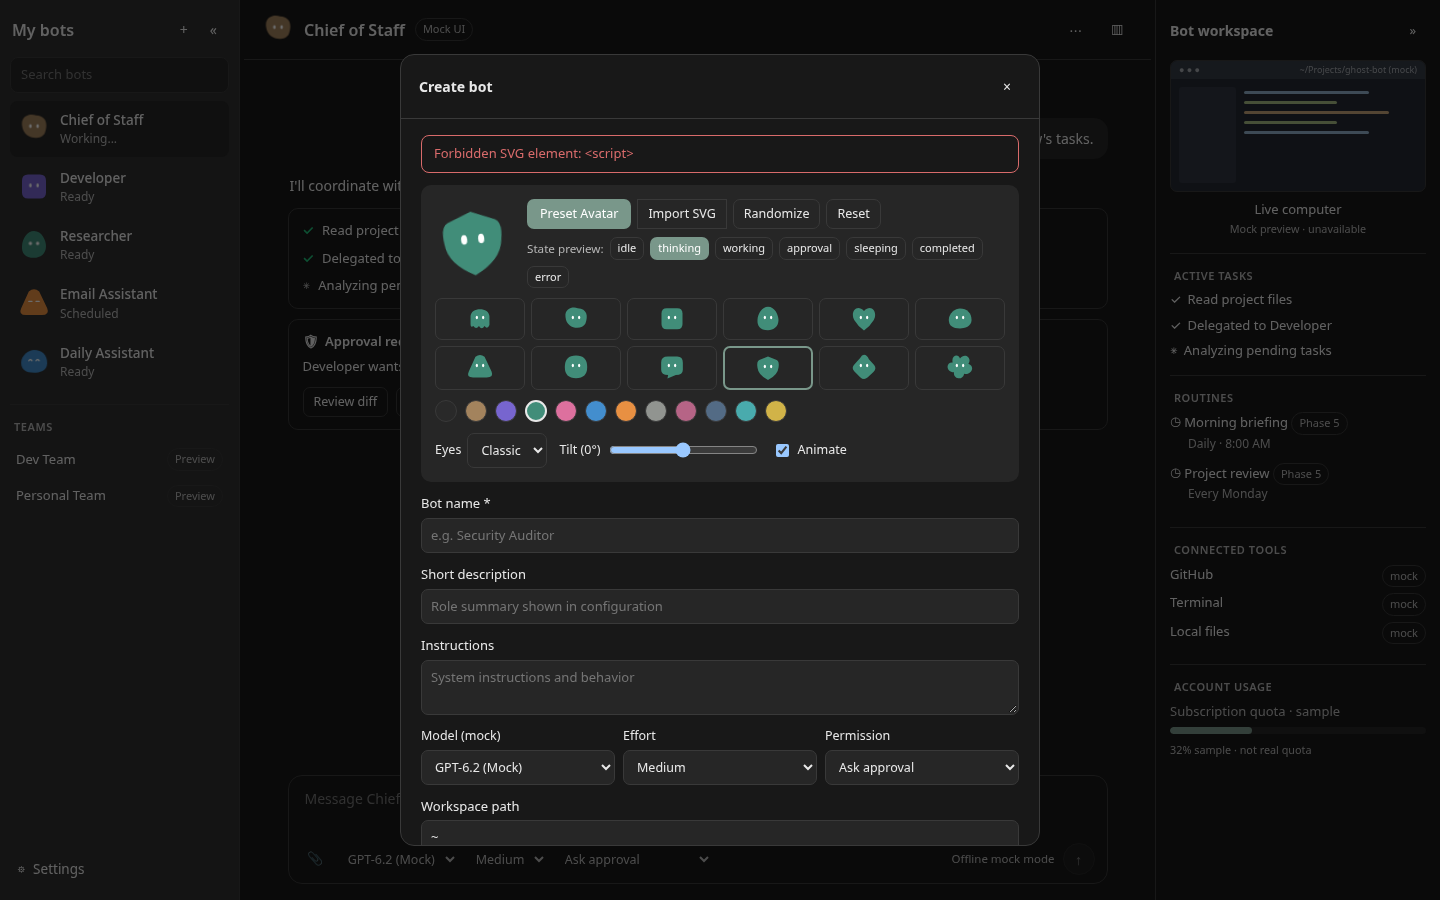 My bots
+
«
Search bots
Chief of Staff
Working...
Developer
Ready
Researcher
Ready
Email Assistant
Scheduled
Daily Assistant
Ready
TEAMS
Dev Team
Preview
Personal Team
Preview
Settings
Chief of Staff
Mock UI
...
's tasks.
I'll coordinate wit
Read project
Delegated to
Analyzing pen
Approval rec
Developer wants
Review diff
Message Chief
GPT-6.2 (Mock)
Medium
Ask approval
Offline mock mode
↑
Create bot
×
Forbidden SVG element: <script>
Preset Avatar
Import SVG
Randomize
Reset
State preview:
idle
thinking
working
approval
sleeping
completed
error
Eyes
Classic
Tilt (0°)
Animate
Bot name *
e.g. Security Auditor
Short description
Role summary shown in configuration
Instructions
System instructions and behavior
Model (mock)
Effort
Permission
GPT-6.2 (Mock)
Medium
Ask approval
Workspace path
~
Bot workspace
»
~/Projects/ghost-bot (mock)
Live computer
Mock preview · unavailable
ACTIVE TASKS
Read project files
Delegated to Developer
Analyzing pending tasks
ROUTINES
Morning briefing
Phase 5
Daily · 8:00 AM
Project review
Phase 5
Every Monday
CONNECTED TOOLS
GitHub
mock
Terminal
mock
Local files
mock
ACCOUNT USAGE
Subscription quota · sample
32% sample · not real quota